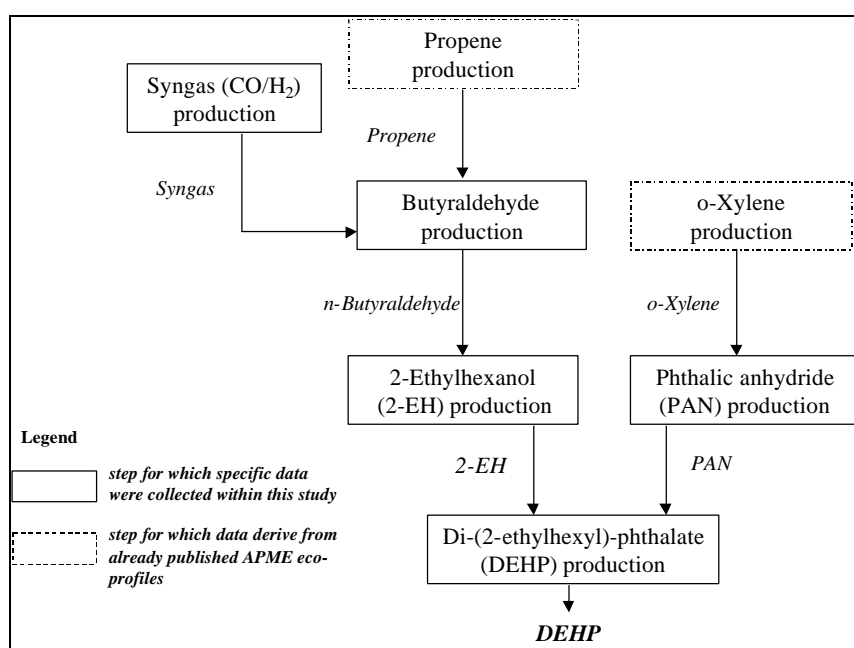 Propene
production
Syngas (CO/H₂)
production
Propene
Syngas
Butyraldehyde
production
o-Xylene
production
n-Butyraldehyde
o-Xylene
2-Ethylhexanol
(2-EH) production
Phthalic anhydride
(PAN) production
Legend
step for which specific data
were collected within this study
2-EH
PAN
step for which data derive from
already published APME eco-
profiles
Di-(2-ethylhexyl)-phthalate
(DEHP) production
DEHP